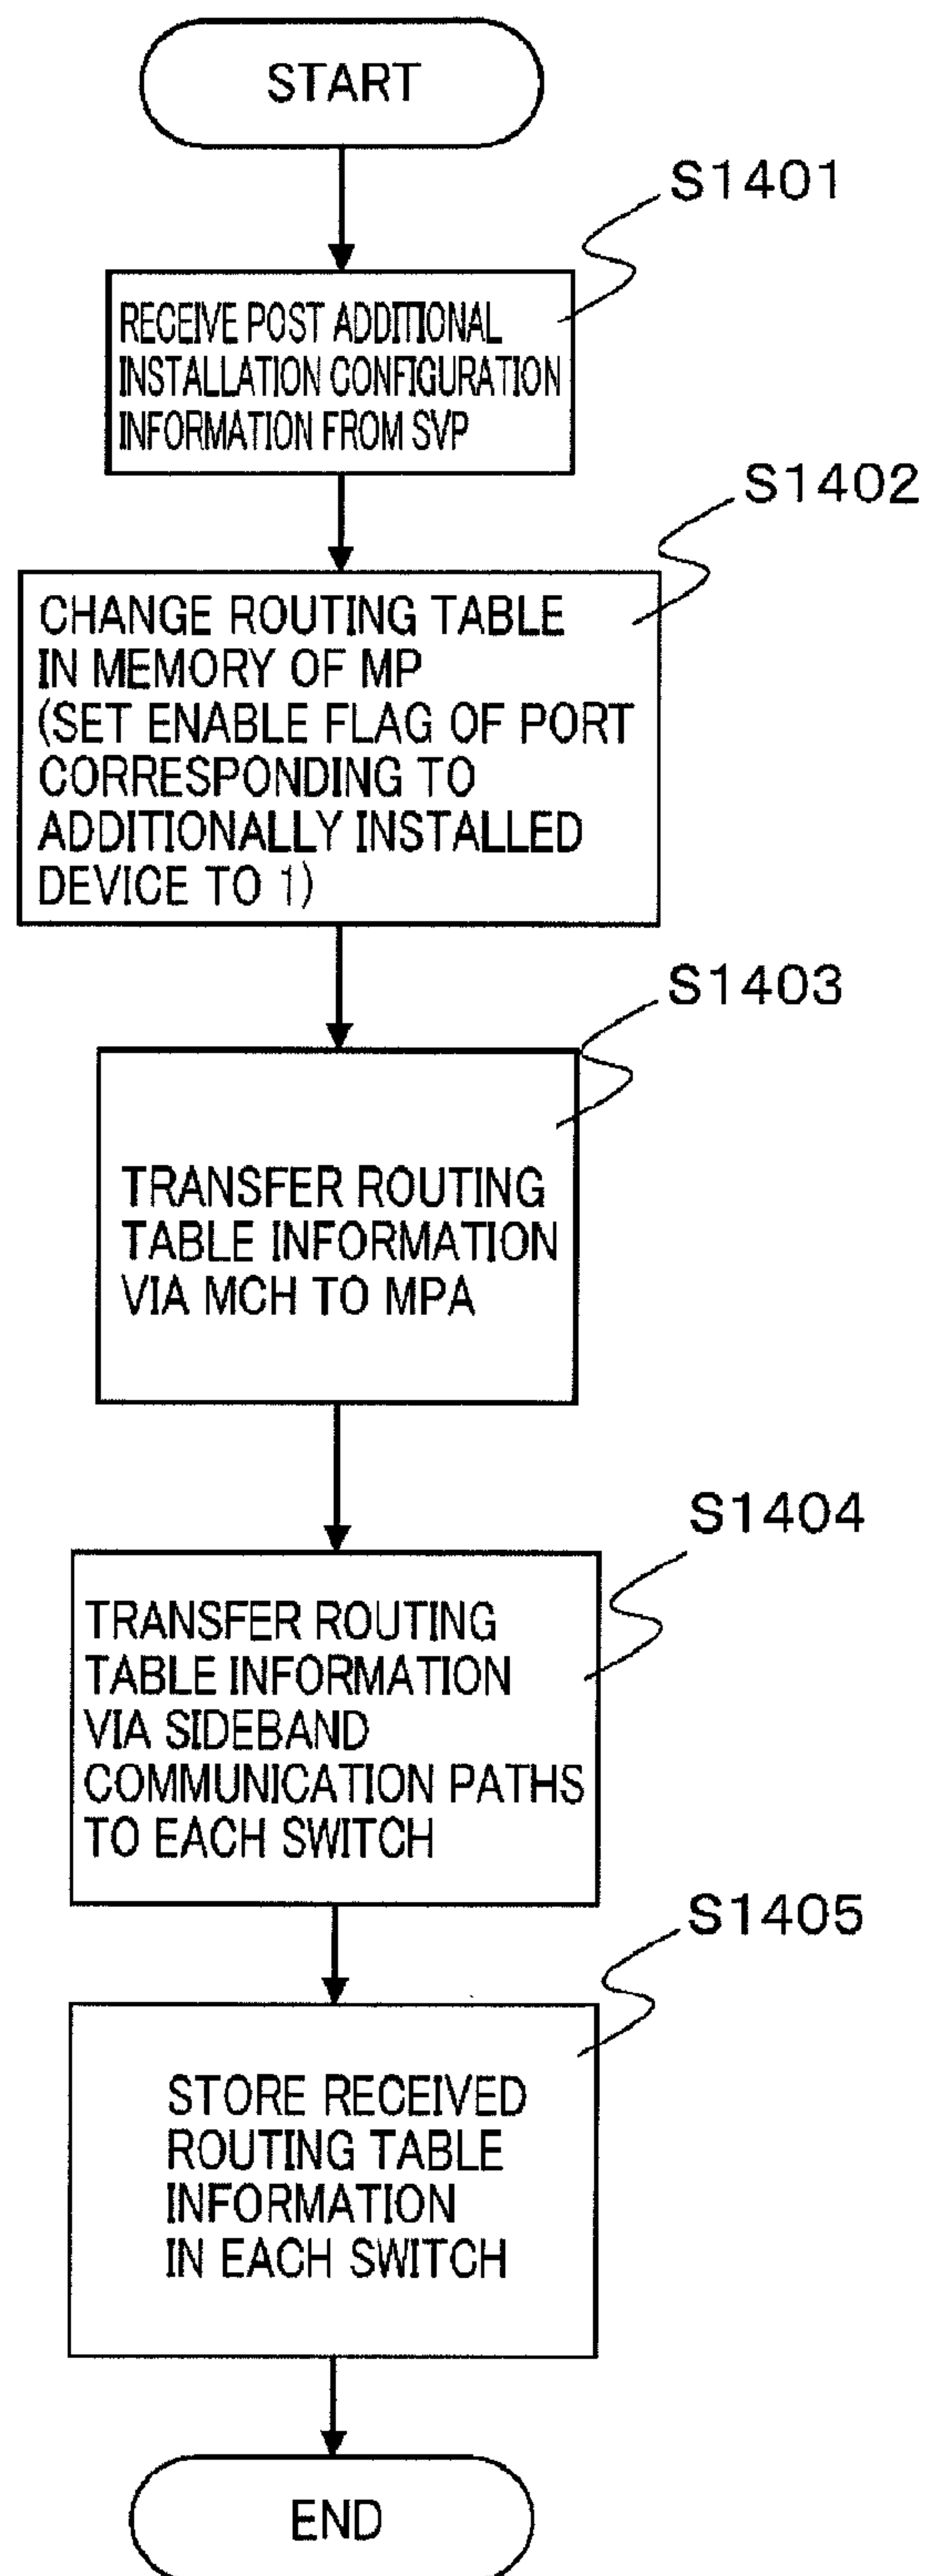 START
S1401
RECEIVE POST ADDITIONAL
INSTALLATION CONFIGURATION
INFORMATION FROM SVP
S1402
CHANGE ROUTING TABLE
IN MEMORY OF MP
(SET ENABLE FLAG OF PORT
CORRESPONDING TO
ADDITIONALLY INSTALLED
DEVICE TO 1)
S1403
TRANSFER ROUTING
TABLE INFORMATION
VIA MCH TO MPA
S1404
TRANSFER ROUTING
TABLE INFORMATION
VIA SIDEBAND
COMMUNICATION PATHS
TO EACH SWITCH
S1405
STORE RECEIVED
ROUTING TABLE
INFORMATION
IN EACH SWITCH
END